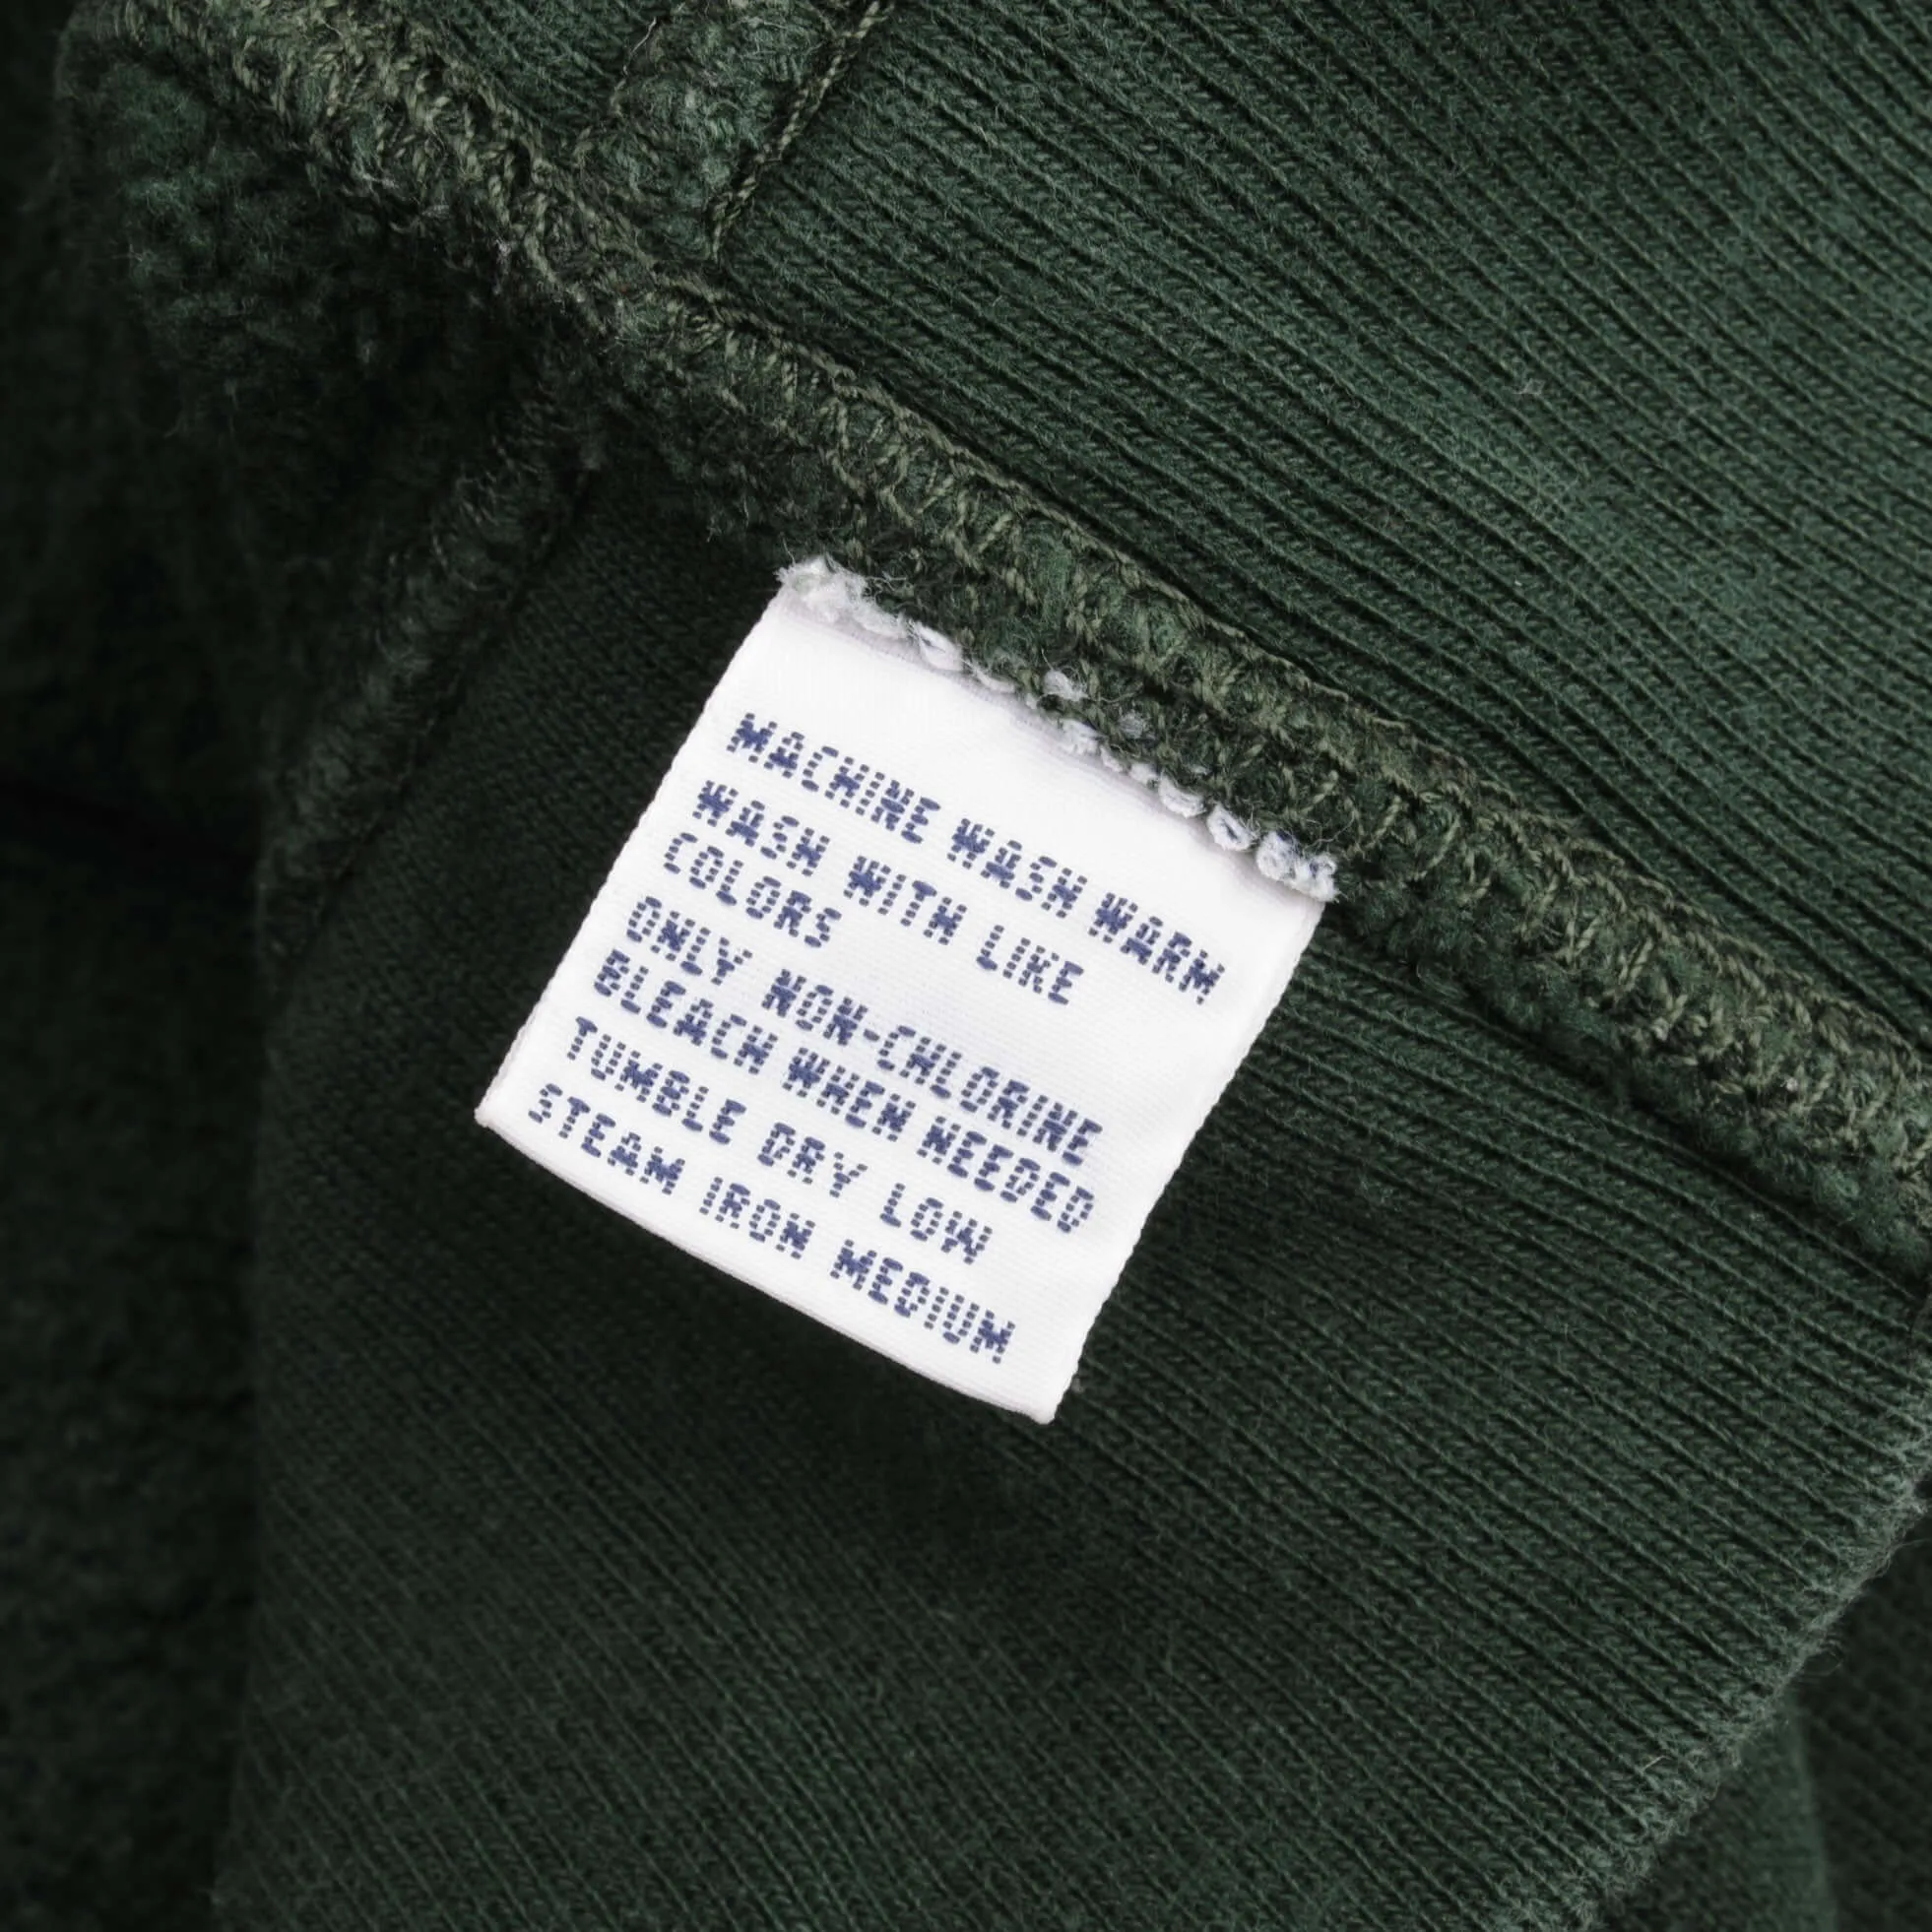 MACHINE WASH WARM
WASH WITH LIKE
COLORS
ONLY NON-CHLORINE
BLEACH WHEN NEEDED
TUMBLE DRY LOW
STEAM IRON MEDIUM